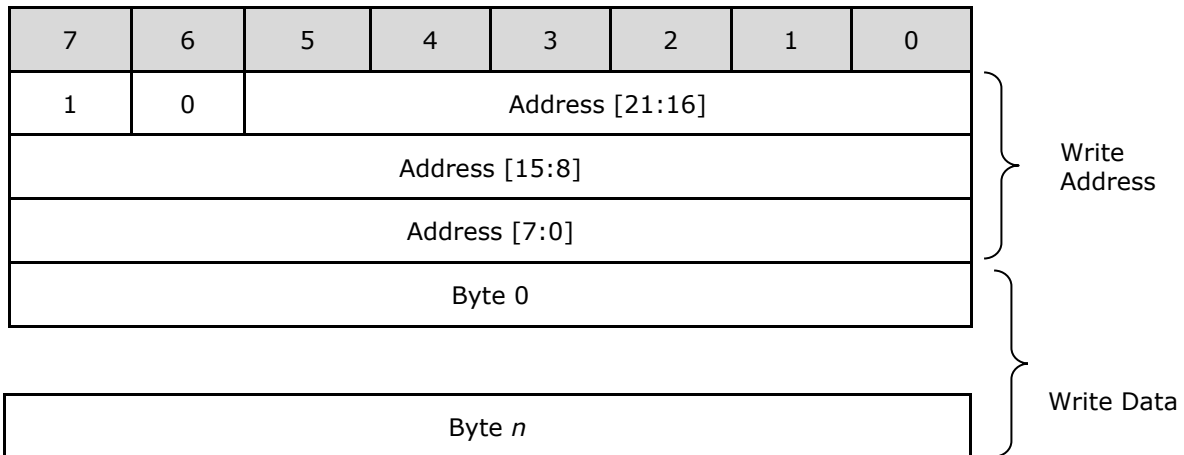 7 6 5 4 3 2 1 0
1 0 Address [21:16]
Address [15:8]
Write
Address
Address [7:0]
Byte 0
Write Data
Byte n